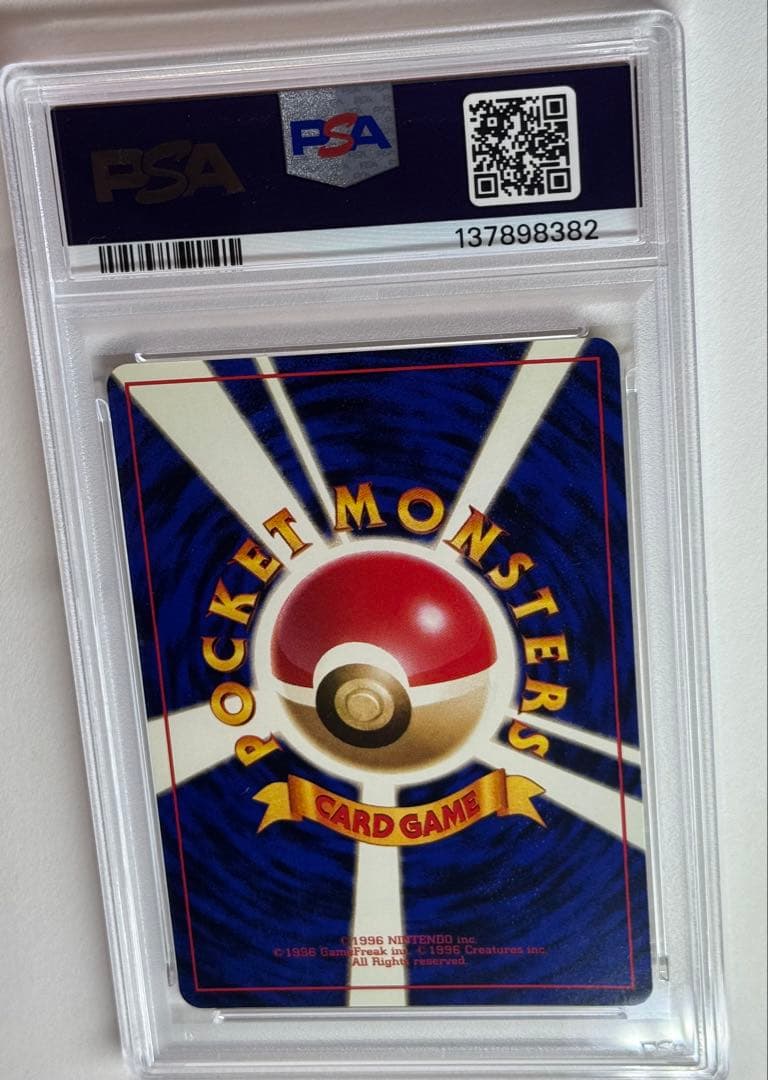 PSA
PSA
137898382
POCKET MONSTERS
CARD GAME
©1996 NINTENDO inc.
©1996 GameFreak inc. ©1996 Creatures inc.
All Rights reserved.